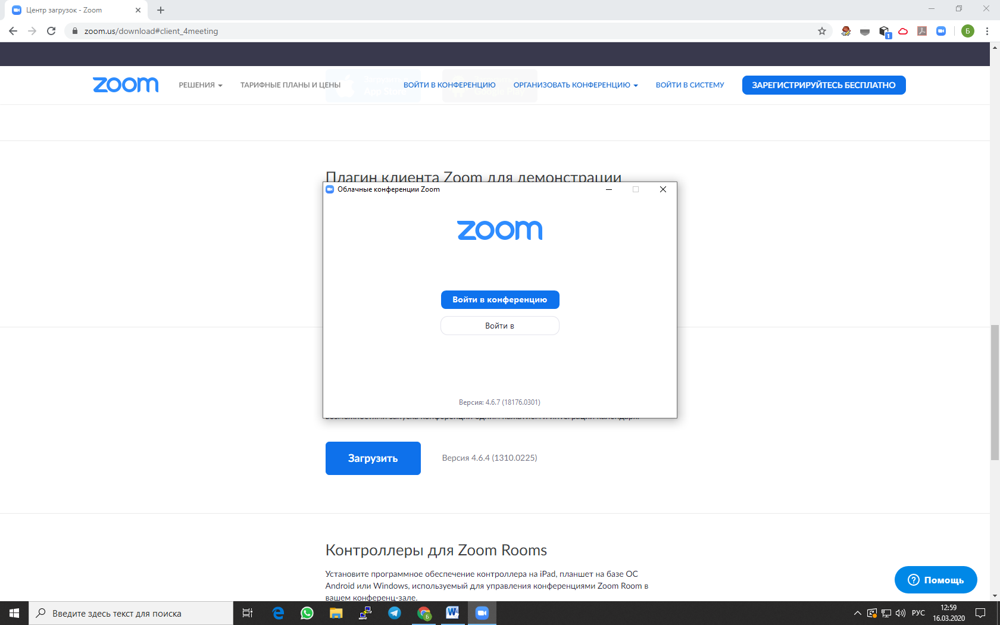 Центр загрузок - Zoom
zoom.us/download#client_4meeting
1
Б
zoom
РЕШЕНИЯ
ТАРИФНЫЕ ПЛАНЫ И ЦЕНЫ
ВОЙТИ В КОНФЕРЕНЦИЮ
ОРГАНИЗОВАТЬ КОНФЕРЕНЦИЮ
ВОЙТИ В СИСТЕМУ
ЗАРЕГИСТРИРУЙТЕСЬ БЕСПЛАТНО
App Store
Плагин клиента Zoom для демонстрации
Облачные конференции Zoom
zoom
Войти в конференцию
Войти в
Версия: 4.6.7 (18176.0301)
Загрузить
Версия 4.6.4 (1310.0225)
Контроллеры для Zoom Rooms
Установите программное обеспечение контроллера на iPad, планшет на базе ОС
Android или Windows, используемый для управления конференциями Zoom Room в
вашем конференц-зале.
Помощь
Введите здесь текст для поиска
РУС
12:59
16.03.2020